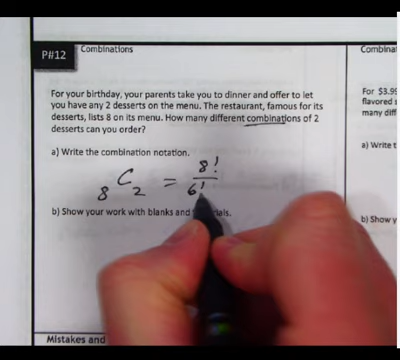 P#12
Combinations
For your birthday, your parents take you to dinner and offer to let
you have any 2 desserts on the menu. The restaurant, famous for its
desserts, lists 8 on its menu. How many different combinations of 2
desserts can you order?
a) Write the combination notation.
8C2 = 8!/6!
b) Show your work with blanks and
Mistakes and
Combina
For $3.99
flavored
many diff
a) Write t
b) Show y